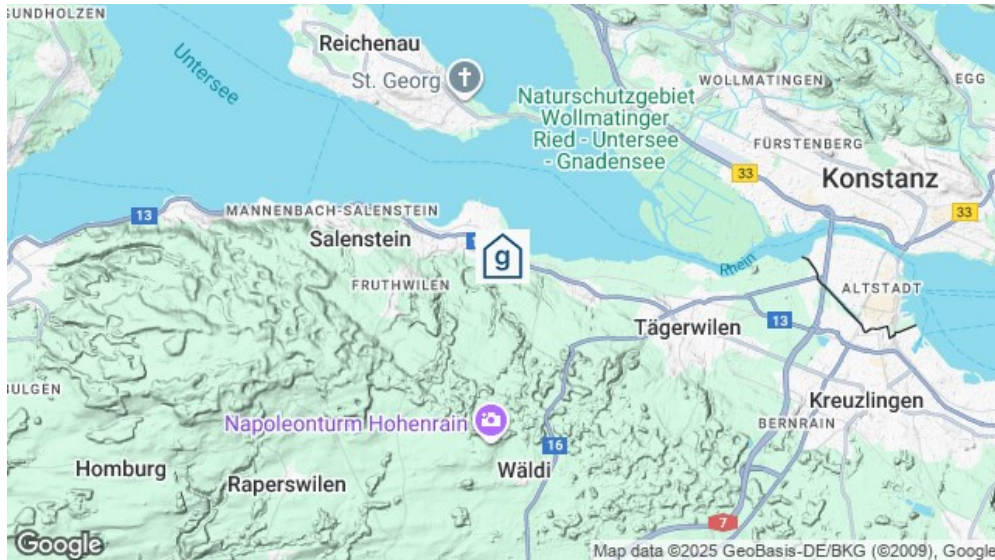 GUNDHOLZEN
Untersee
Reichenau
St. Georg
Naturschutzgebiet
Wollmatinger
Ried - Untersee
- Gnadensee
WOLLMATINGEN
EGG
FÜRSTENBERG
33
Konstanz
33
13
MANNENBACH-SALENSTEIN
Salenstein
g
FRUTHWILEN
Rhein
ALTSTADT
Tägerwilen
13
BULGEN
Kreuzlingen
BERNRAIN
Napoleonturm Hohenrain
16
Wäldi
Homburg
Raperswilen
7
Google
Map data ©2025 GeoBasis-DE/BKG (©2009), Google